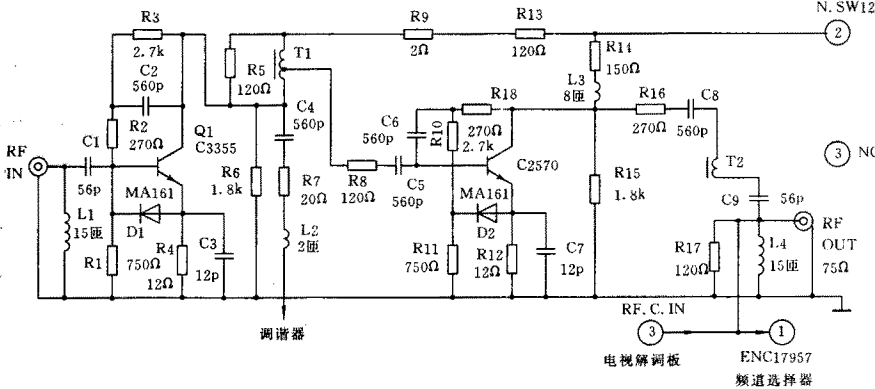 N. SW12
2
R3
2.7k
C2
560p
R2
270Ω
Q1
C3355
C1
56p
RF
IN
MA161
D1
L1
15匝
R1
750Ω
R4
12Ω
C3
12p
R5
120Ω
T1
R6
1.8k
C4
560p
R7
20Ω
L2
2匝
调谐器
R9
2Ω
R13
120Ω
R8
120Ω
C5
560p
C6
560p
R10
2.7k
R18
270Ω
C2570
MA161
D2
R11
750Ω
R12
12Ω
C7
12p
R14
150Ω
L3
8匝
R15
1.8k
R16
270Ω
C8
560p
T2
3
NC
C9
56p
RF
OUT
75Ω
R17
120Ω
L4
15匝
RF. C. IN
3
1
电视解调板
ENC17957
频道选择器